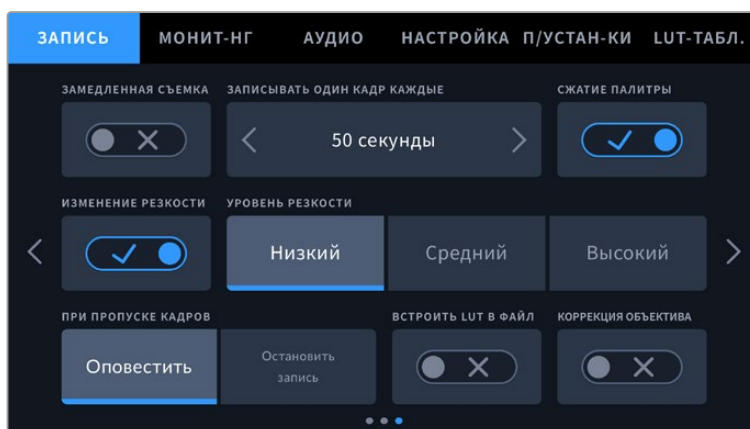 ЗАПИСЬ МОНИТ-НГ АУДИО НАСТРОЙКА П/УСТАН-КИ LUT-ТАБЛ.
ЗАМЕДЛЕННАЯ СЪЕМКА ЗАПИСЫВАТЬ ОДИН КАДР КАЖДЫЕ СЖАТИЕ ПАЛИТРЫ
50 секунды
ИЗМЕНЕНИЕ РЕЗКОСТИ УРОВЕНЬ РЕЗКОСТИ
Низкий Средний Высокий
ПРИ ПРОПУСКЕ КАДРОВ ВСТРОИТЬ LUT В ФАЙЛ КОРРЕКЦИЯ ОБЪЕКТИВА
Оповестить Остановить
запись